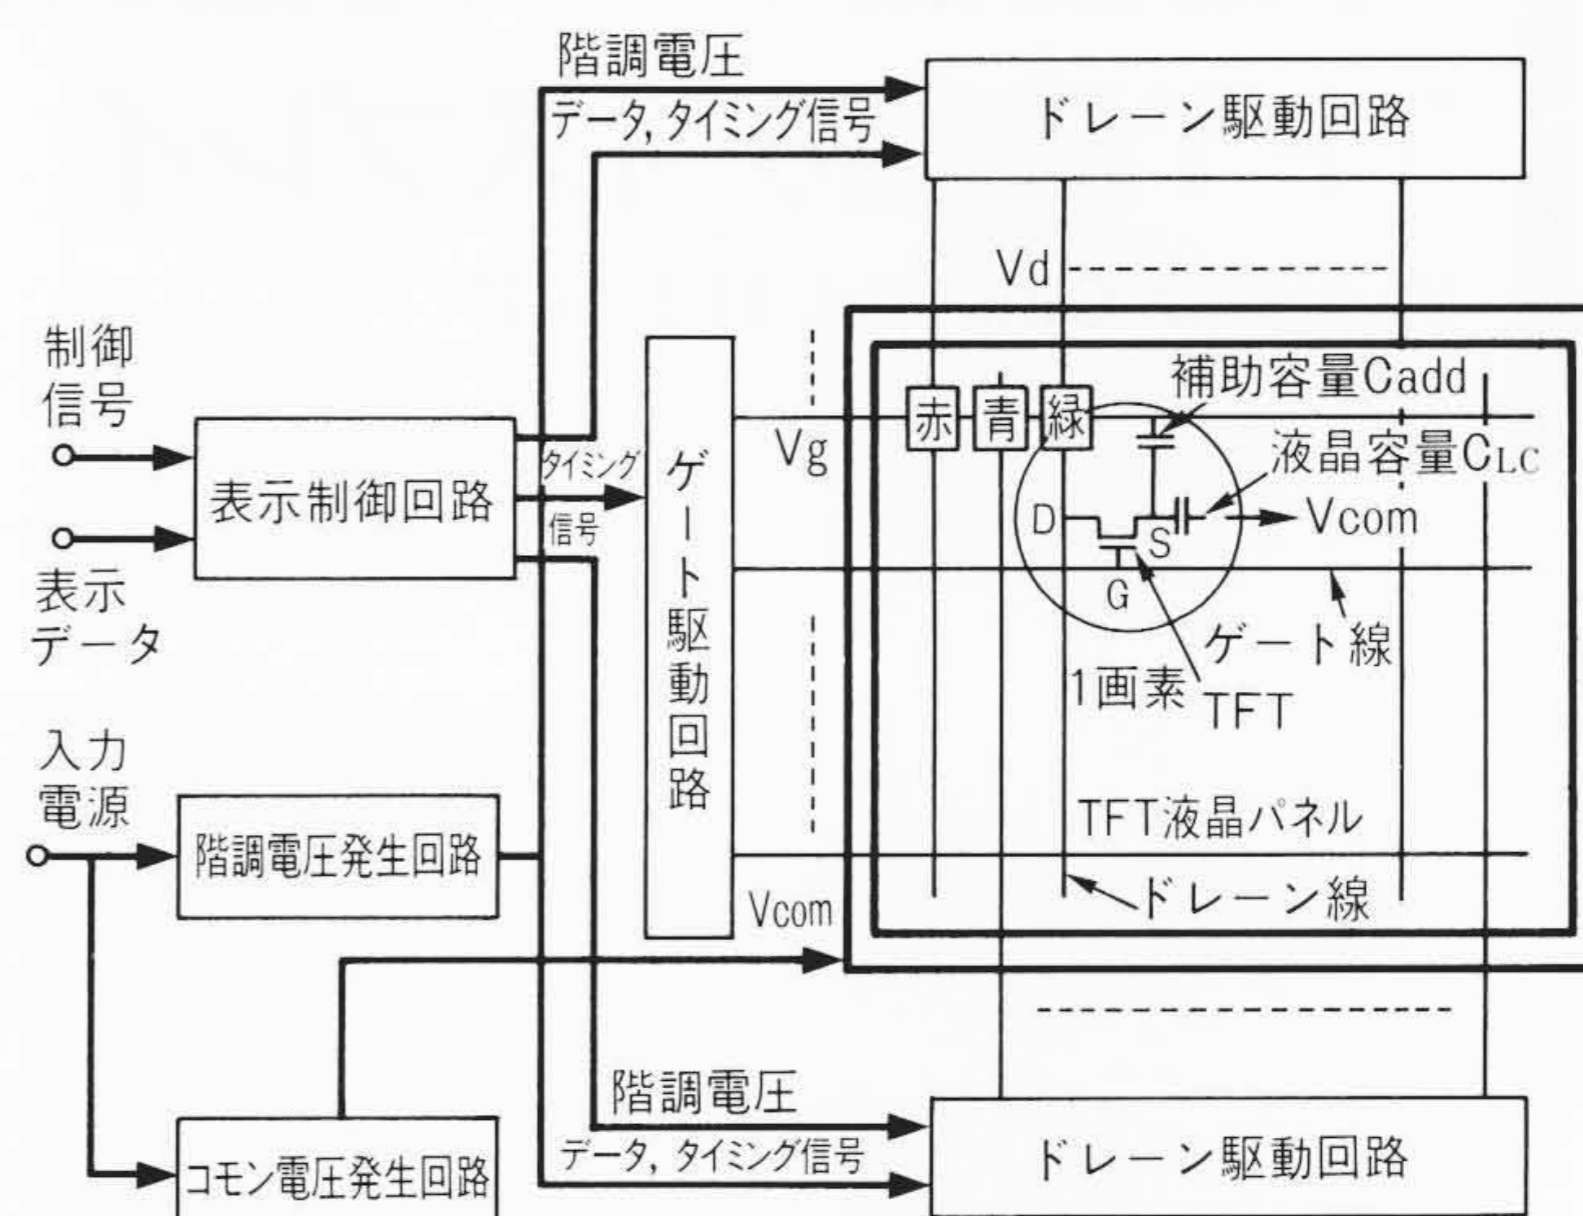 階調電圧
データ, タイミング信号
ドレーン駆動回路
Vd
制御
信号
表示
データ
表示制御回路
タイミング
信号
ゲート駆動回路
Vg
赤
青
緑
補助容量Cadd
液晶容量CLC
Vcom
D
S
G
ゲート線
1画素
TFT
TFT液晶パネル
ドレーン線
入力
電源
階調電圧発生回路
Vcom
コモン電圧発生回路
階調電圧
データ, タイミング信号
ドレーン駆動回路